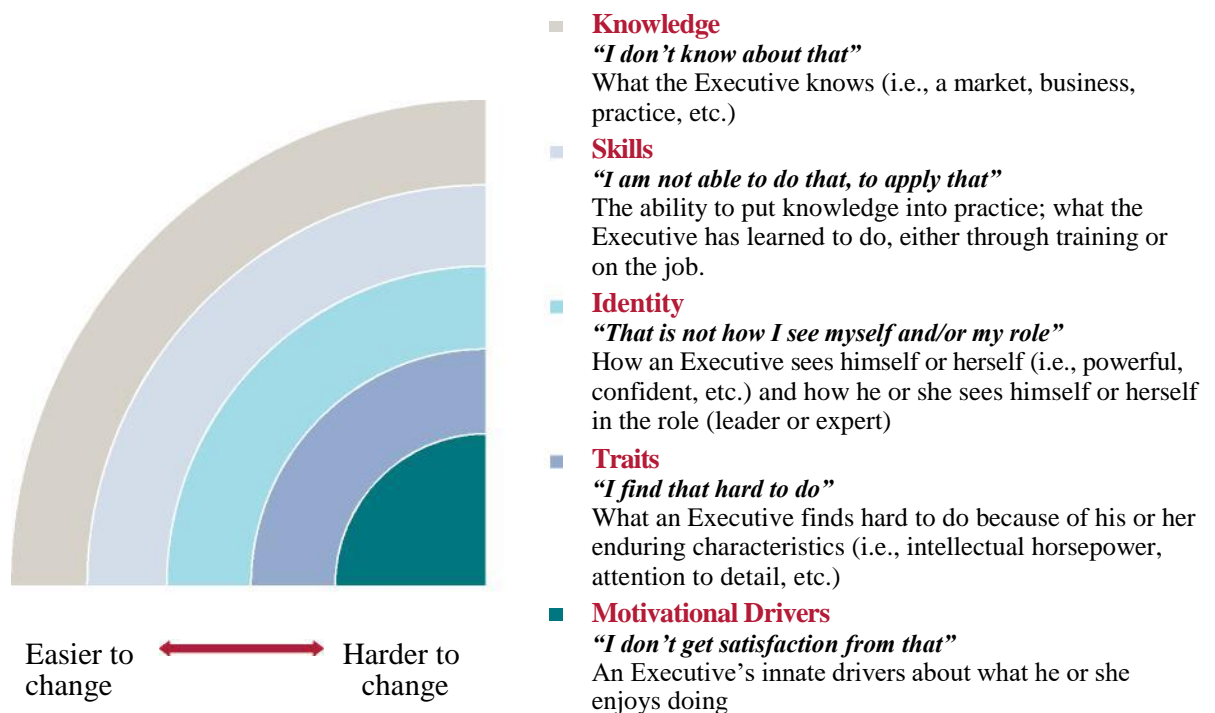 Knowledge
“I don’t know about that”
What the Executive knows (i.e., a market, business,
practice, etc.)
Skills
“I am not able to do that, to apply that”
The ability to put knowledge into practice; what the
Executive has learned to do, either through training or
on the job.
Identity
“That is not how I see myself and/or my role”
How an Executive sees himself or herself (i.e., powerful,
confident, etc.) and how he or she sees himself or herself
in the role (leader or expert)
Traits
“I find that hard to do”
What an Executive finds hard to do because of his or her
enduring characteristics (i.e., intellectual horsepower,
attention to detail, etc.)
Motivational Drivers
“I don’t get satisfaction from that”
An Executive’s innate drivers about what he or she
enjoys doing
Easier to
change
Harder to
change